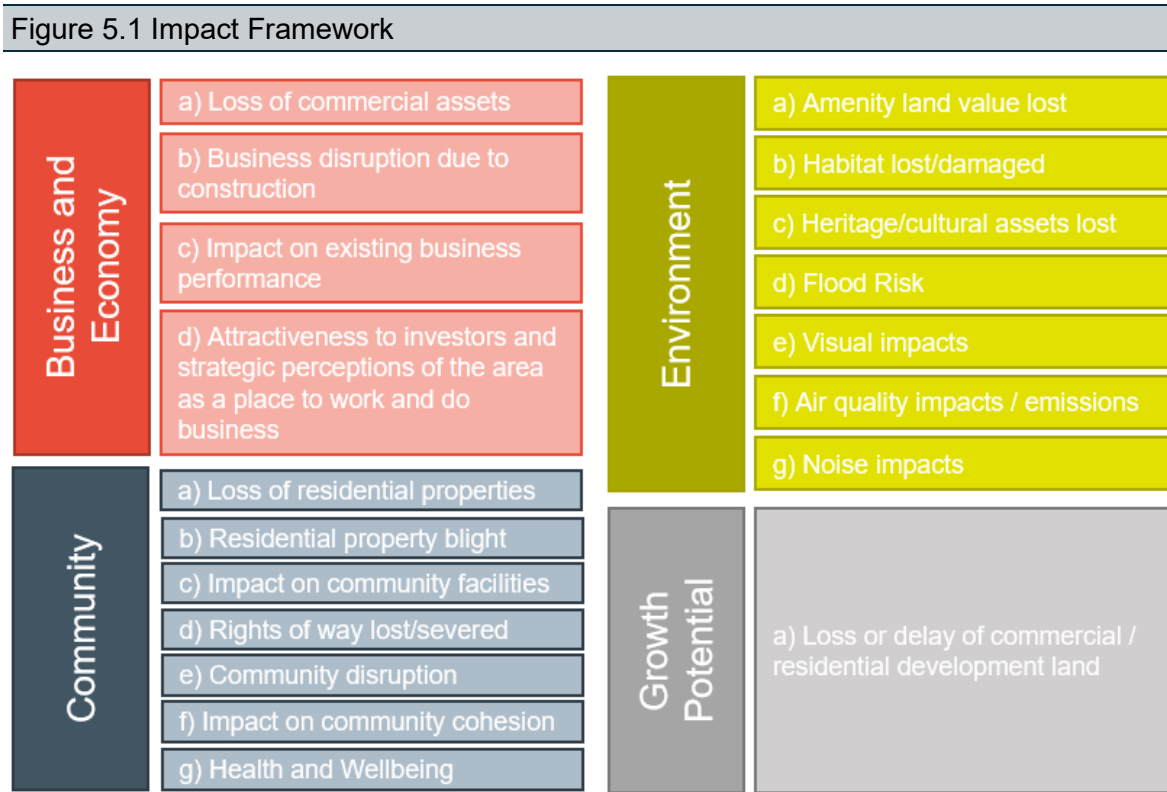 Figure 5.1 Impact Framework
Business and
Economy
a) Loss of commercial assets
b) Business disruption due to
construction
c) Impact on existing business
performance
d) Attractiveness to investors and
strategic perceptions of the area
as a place to work and do
business
Community
a) Loss of residential properties
b) Residential property blight
c) Impact on community facilities
d) Rights of way lost/severed
e) Community disruption
f) Impact on community cohesion
g) Health and Wellbeing
Environment
a) Amenity land value lost
b) Habitat lost/damaged
c) Heritage/cultural assets lost
d) Flood Risk
e) Visual impacts
f) Air quality impacts / emissions
g) Noise impacts
Growth
Potential
a) Loss or delay of commercial /
residential development land